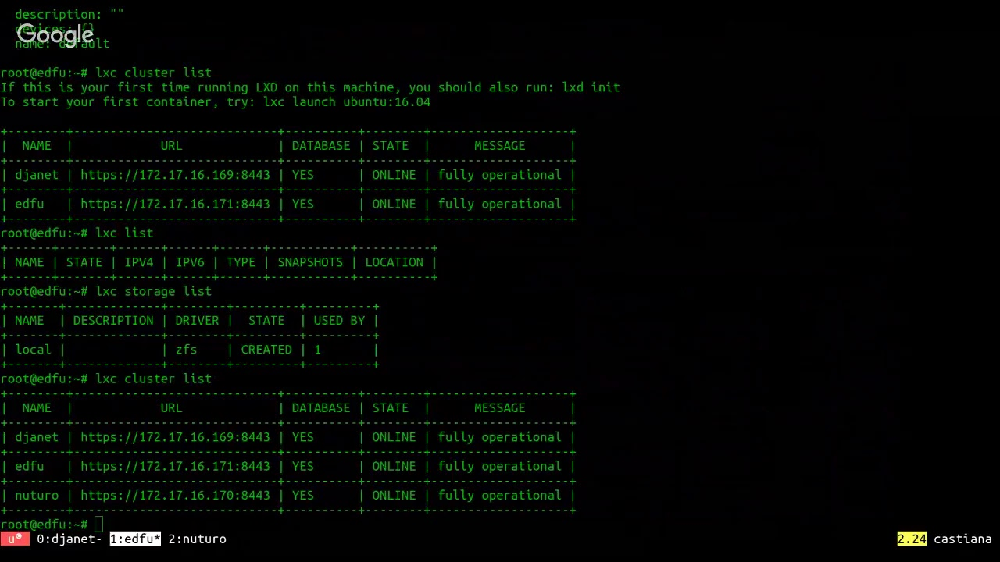 description: ""
  devices: {}
Google
  name: default

root@edfu:~# lxc cluster list
If this is your first time running LXD on this machine, you should also run: lxd init
To start your first container, try: lxc launch ubuntu:16.04

+--------+-----------------------------+----------+--------+-------------------+
|  NAME  |             URL             | DATABASE | STATE  |      MESSAGE      |
+--------+-----------------------------+----------+--------+-------------------+
| djanet | https://172.17.16.169:8443 | YES      | ONLINE | fully operational |
+--------+-----------------------------+----------+--------+-------------------+
| edfu   | https://172.17.16.171:8443 | YES      | ONLINE | fully operational |
+--------+-----------------------------+----------+--------+-------------------+
root@edfu:~# lxc list
+------+-------+------+------+------+-----------+----------+
| NAME | STATE | IPV4 | IPV6 | TYPE | SNAPSHOTS | LOCATION |
+------+-------+------+------+------+-----------+----------+
root@edfu:~# lxc storage list
+-------+-------------+--------+---------+---------+
| NAME  | DESCRIPTION | DRIVER |  STATE  | USED BY |
+-------+-------------+--------+---------+---------+
| local |             | zfs    | CREATED | 1       |
+-------+-------------+--------+---------+---------+
root@edfu:~# lxc cluster list
+--------+-----------------------------+----------+--------+-------------------+
|  NAME  |             URL             | DATABASE | STATE  |      MESSAGE      |
+--------+-----------------------------+----------+--------+-------------------+
| djanet | https://172.17.16.169:8443 | YES      | ONLINE | fully operational |
+--------+-----------------------------+----------+--------+-------------------+
| edfu   | https://172.17.16.171:8443 | YES      | ONLINE | fully operational |
+--------+-----------------------------+----------+--------+-------------------+
| nuturo | https://172.17.16.170:8443 | YES      | ONLINE | fully operational |
+--------+-----------------------------+----------+--------+-------------------+
root@edfu:~#
u® 0:djanet- 1:edfu* 2:nuturo 2.24 castiana